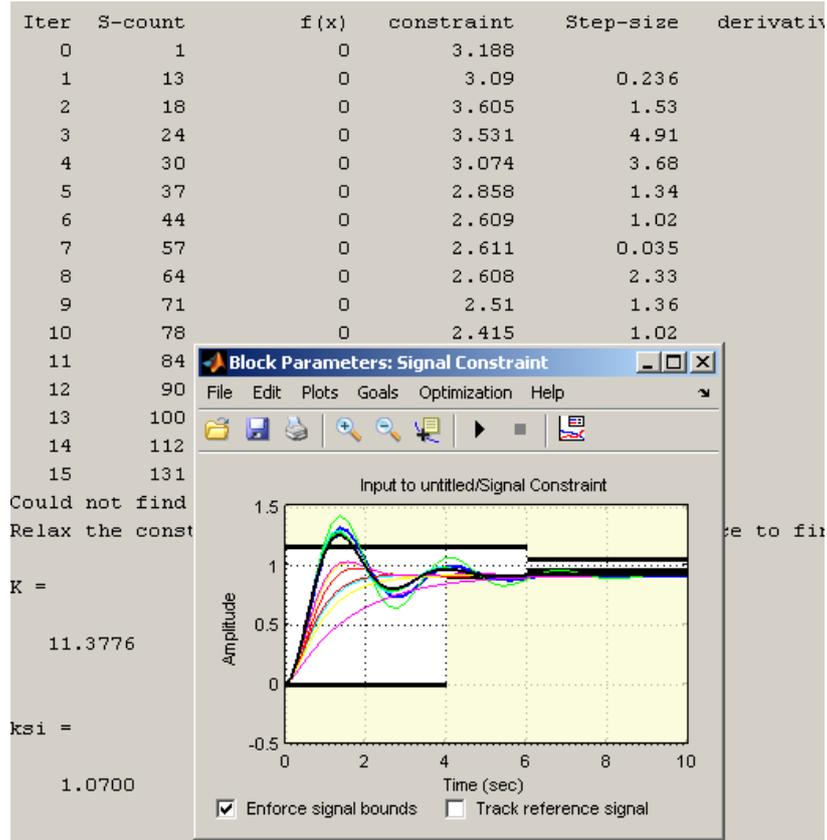 Iter S-count f(x) constraint Step-size derivativ
0 1 0 3.188
1 13 0 3.09 0.236
2 18 0 3.605 1.53
3 24 0 3.531 4.91
4 30 0 3.074 3.68
5 37 0 2.858 1.34
6 44 0 2.609 1.02
7 57 0 2.611 0.035
8 64 0 2.608 2.33
9 71 0 2.51 1.36
10 78 0 2.415 1.02
11 84
12 90
13 100
14 112
15 131
Could not find
Relax the const e to fin
K =
11.3776
ksi =
1.0700
Block Parameters: Signal Constraint
File Edit Plots Goals Optimization Help
Input to untitled/Signal Constraint
1.5
1
0.5
0
-0.5
Amplitude
0 2 4 6 8 10
Time (sec)
Enforce signal bounds Track reference signal